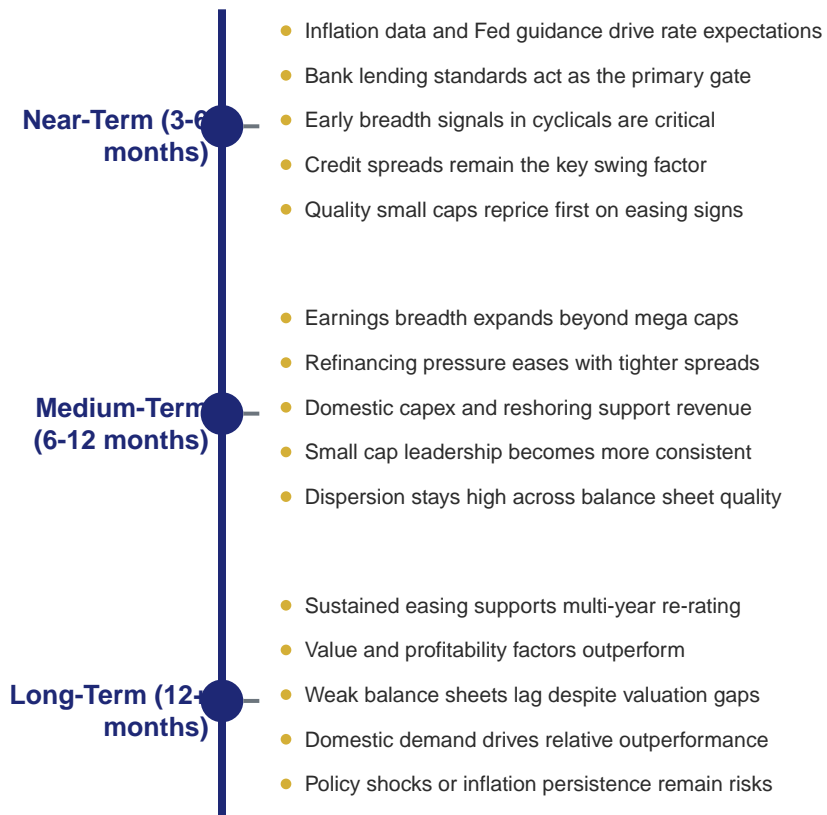 Near-Term (3-6
months)
Inflation data and Fed guidance drive rate expectations
Bank lending standards act as the primary gate
Early breadth signals in cyclicals are critical
Credit spreads remain the key swing factor
Quality small caps reprice first on easing signs
Medium-Term
(6-12 months)
Earnings breadth expands beyond mega caps
Refinancing pressure eases with tighter spreads
Domestic capex and reshoring support revenue
Small cap leadership becomes more consistent
Dispersion stays high across balance sheet quality
Long-Term (12+
months)
Sustained easing supports multi-year re-rating
Value and profitability factors outperform
Weak balance sheets lag despite valuation gaps
Domestic demand drives relative outperformance
Policy shocks or inflation persistence remain risks